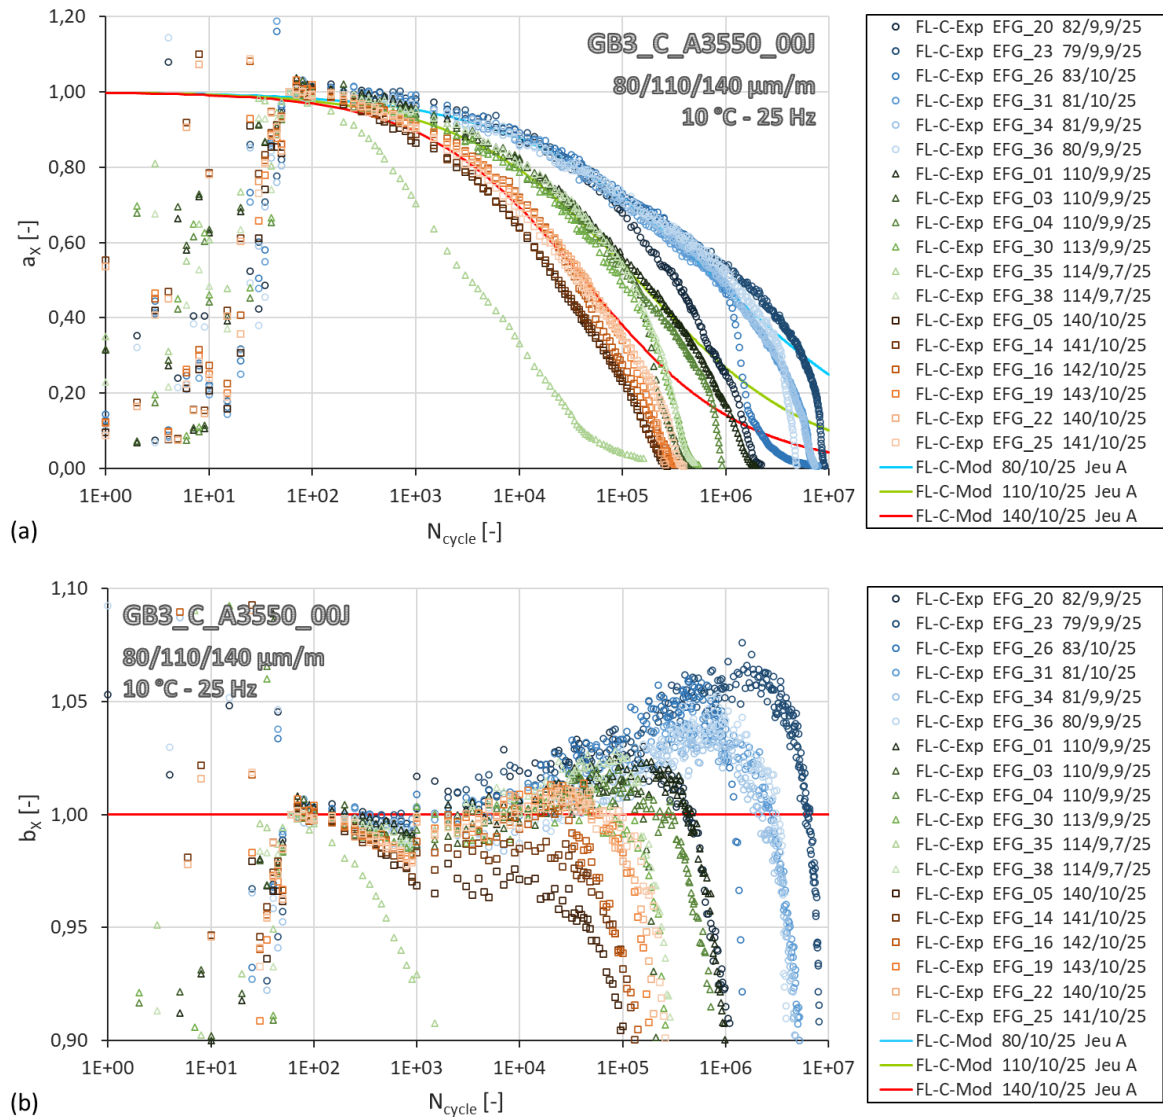 1,20
1,00
0,80
0,60
0,40
0,20
0,00
a_X [-]
GB3_C_A3550_00J
80/110/140 µm/m
10 °C - 25 Hz
1E+00
1E+01
1E+02
1E+03
1E+04
1E+05
1E+06
1E+07
N_cycle [-]
(a)
FL-C-Exp EFG_20 82/9,9/25
FL-C-Exp EFG_23 79/9,9/25
FL-C-Exp EFG_26 83/10/25
FL-C-Exp EFG_31 81/10/25
FL-C-Exp EFG_34 81/9,9/25
FL-C-Exp EFG_36 80/9,9/25
FL-C-Exp EFG_01 110/9,9/25
FL-C-Exp EFG_03 110/9,9/25
FL-C-Exp EFG_04 110/9,9/25
FL-C-Exp EFG_30 113/9,9/25
FL-C-Exp EFG_35 114/9,7/25
FL-C-Exp EFG_38 114/9,7/25
FL-C-Exp EFG_05 140/10/25
FL-C-Exp EFG_14 141/10/25
FL-C-Exp EFG_16 142/10/25
FL-C-Exp EFG_19 143/10/25
FL-C-Exp EFG_22 140/10/25
FL-C-Exp EFG_25 141/10/25
FL-C-Mod 80/10/25 Jeu A
FL-C-Mod 110/10/25 Jeu A
FL-C-Mod 140/10/25 Jeu A
1,10
1,05
1,00
0,95
0,90
b_X [-]
GB3_C_A3550_00J
80/110/140 µm/m
10 °C - 25 Hz
1E+00
1E+01
1E+02
1E+03
1E+04
1E+05
1E+06
1E+07
N_cycle [-]
(b)
FL-C-Exp EFG_20 82/9,9/25
FL-C-Exp EFG_23 79/9,9/25
FL-C-Exp EFG_26 83/10/25
FL-C-Exp EFG_31 81/10/25
FL-C-Exp EFG_34 81/9,9/25
FL-C-Exp EFG_36 80/9,9/25
FL-C-Exp EFG_01 110/9,9/25
FL-C-Exp EFG_03 110/9,9/25
FL-C-Exp EFG_04 110/9,9/25
FL-C-Exp EFG_30 113/9,9/25
FL-C-Exp EFG_35 114/9,7/25
FL-C-Exp EFG_38 114/9,7/25
FL-C-Exp EFG_05 140/10/25
FL-C-Exp EFG_14 141/10/25
FL-C-Exp EFG_16 142/10/25
FL-C-Exp EFG_19 143/10/25
FL-C-Exp EFG_22 140/10/25
FL-C-Exp EFG_25 141/10/25
FL-C-Mod 80/10/25 Jeu A
FL-C-Mod 110/10/25 Jeu A
FL-C-Mod 140/10/25 Jeu A